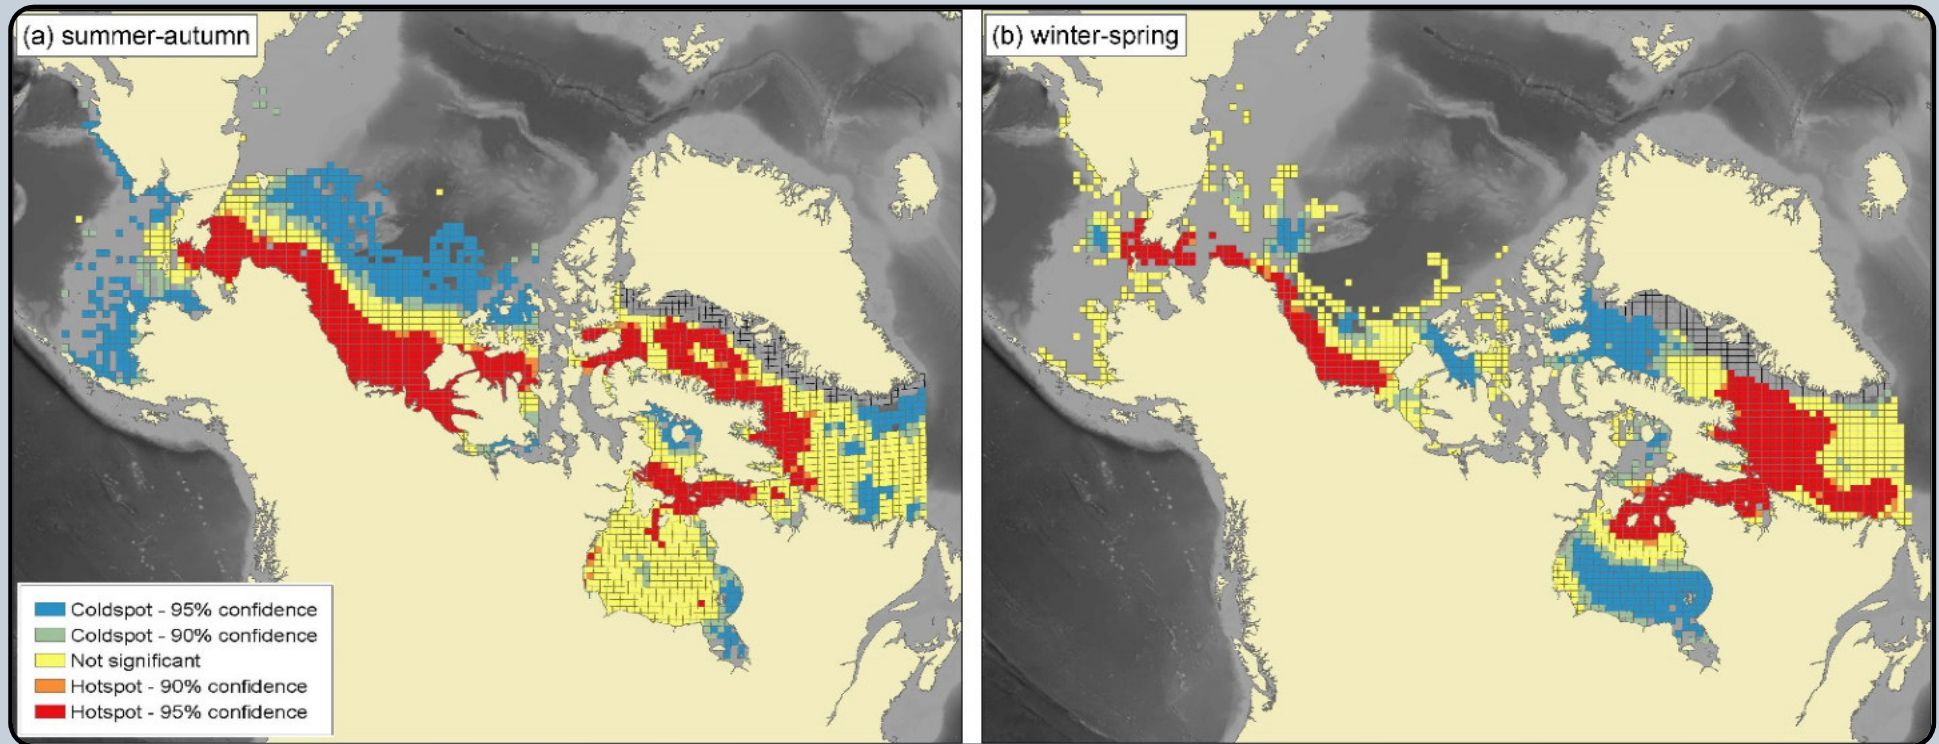 (a) summer-autumn
(b) winter-spring
Coldspot - 95% confidence
Coldspot - 90% confidence
Not significant
Hotspot - 90% confidence
Hotspot - 95% confidence